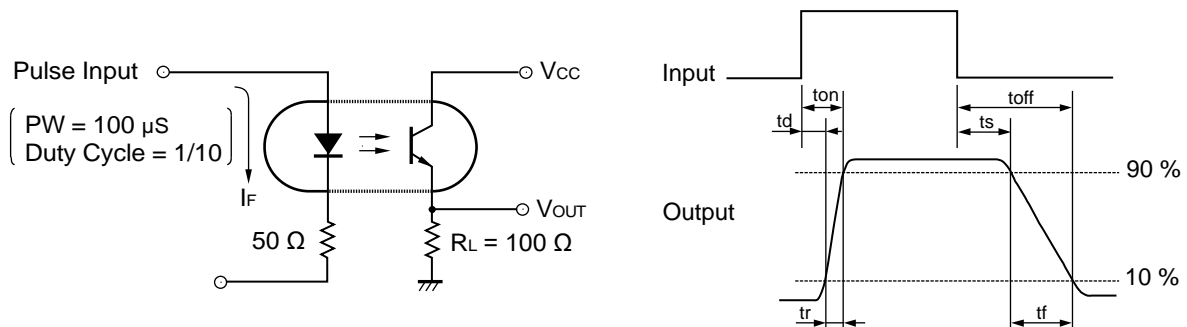 Pulse Input
PW = 100 μS
Duty Cycle = 1/10
IF
50 Ω
VCC
VOUT
RL = 100 Ω
Input
ton
toff
td
ts
90 %
Output
10 %
tr
tf